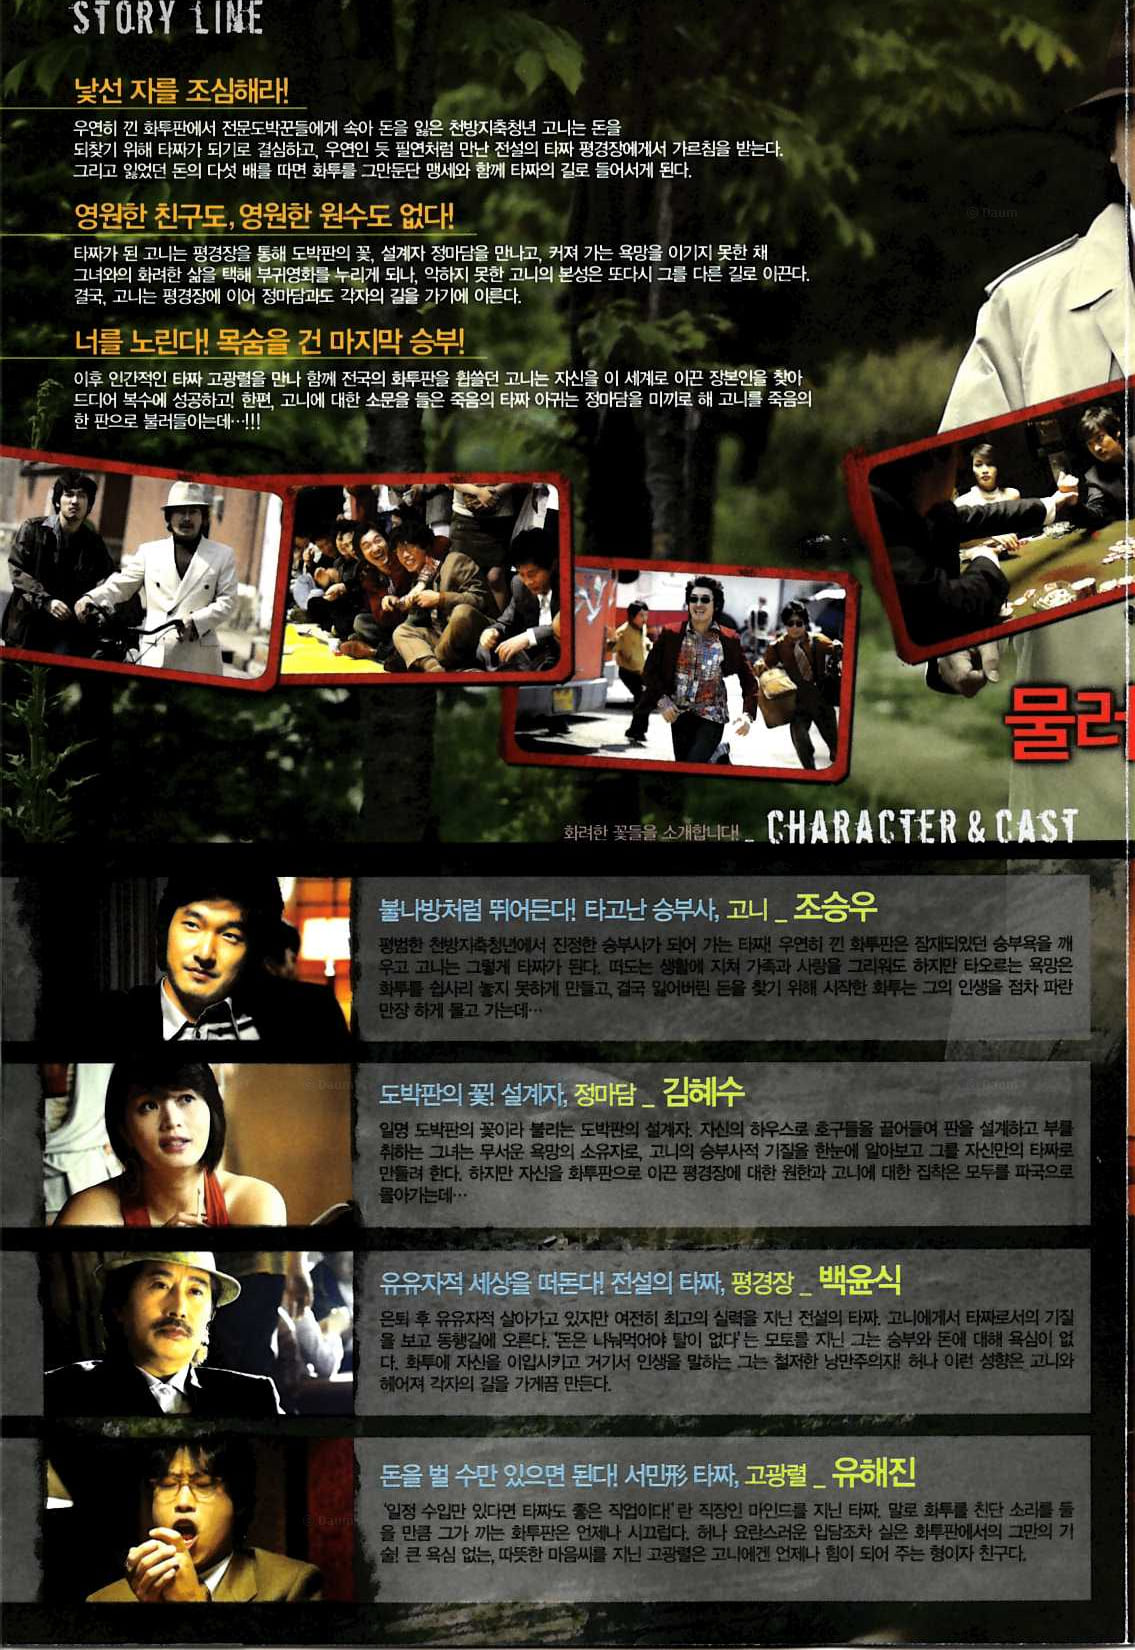 STORY LINE
낯선 자를 조심해라!
우연히 낀 화투판에서 전문도박꾼들에게 속아 돈을 잃은 천방지축청년 고니는 돈을
되찾기 위해 타짜가 되기로 결심하고, 우연인 듯 필연처럼 만난 전설의 타짜 평경장에게서 가르침을 받는다.
그리고 잃었던 돈의 다섯 배를 따면 화투를 그만둔단 맹세와 함께 타짜의 길로 들어서게 된다.
영원한 친구도, 영원한 원수도 없다!
타짜가 된 고니는 평경장을 통해 도박판의 꽃, 설계자 정마담을 만나고, 커져 가는 욕망을 이기지 못한 채
그녀와의 화려한 삶을 택해 부귀영화를 누리게 되나, 악하지 못한 고니의 본성은 또다시 그를 다른 길로 이끈다.
결국, 고니는 평경장에 이어 정마담과도 각자의 길을 가기에 이른다.
너를 노린다! 목숨을 건 마지막 승부!
이후 인간적인 타짜 고광렬을 만나 함께 전국의 화투판을 휩쓸던 고니는 자신을 이 세계로 이끈 장본인을 찾아
드디어 복수에 성공하고! 한편, 고니에 대한 소문을 들은 죽음의 타짜 아귀는 정마담을 미끼로 해 고니를 죽음의
한 판으로 불러들이는데…!!!
물러
화려한 꽃들을 소개합니다! _ CHARACTER & CAST
불나방처럼 뛰어든다! 타고난 승부사, 고니 _ 조승우
평범한 천방지축청년에서 진정한 승부사가 되어 가는 타짜! 우연히 낀 화투판은 잠재되었던 승부욕을 깨
우고 고니는 그렇게 타짜가 된다. 떠도는 생활에 지쳐 가족과 사랑을 그리워도 하지만 타오르는 욕망은
화투를 쉽사리 놓지 못하게 만들고, 결국 잃어버린 돈을 찾기 위해 시작한 화투는 그의 인생을 점차 파란
만장 하게 몰고 가는데…
도박판의 꽃! 설계자, 정마담 _ 김혜수
일명 도박판의 꽃이라 불리는 도박판의 설계자. 자신의 하우스로 호구들을 끌어들여 판을 설계하고 부를
취하는 그녀는 무서운 욕망의 소유자로, 고니의 승부사적 기질을 한눈에 알아보고 그를 자신만의 타짜로
만들려 한다. 하지만 자신을 화투판으로 이끈 평경장에 대한 원한과 고니에 대한 집착은 모두를 파국으로
몰아가는데…
유유자적 세상을 떠돈다! 전설의 타짜, 평경장 _ 백윤식
은퇴 후 유유자적 살아가고 있지만 여전히 최고의 실력을 지닌 전설의 타짜. 고니에게서 타짜로서의 기질
을 보고 동행길에 오른다. '돈은 나눠먹어야 탈이 없다' 는 모토를 지닌 그는 승부와 돈에 대해 욕심이 없
다. 화투에 자신을 이입시키고 거기서 인생을 말하는 그는 철저한 낭만주의자! 허나 이런 성향은 고니와
헤어져 각자의 길을 가게끔 만든다.
돈을 벌 수만 있으면 된다! 서민形 타짜, 고광렬 _ 유해진
'일정 수입만 있다면 타짜도 좋은 직업이다!' 란 직장인 마인드를 지닌 타짜. 말로 화투를 친단 소리를 들
을 만큼 그가 끼는 화투판은 언제나 시끄럽다. 허나 요란스러운 입담조차 실은 화투판에서의 그만의 기
술! 큰 욕심 없는, 따뜻한 마음씨를 지닌 고광렬은 고니에겐 언제나 힘이 되어 주는 형이자 친구다.
© Daum
© Daum
© Daum
© Daum